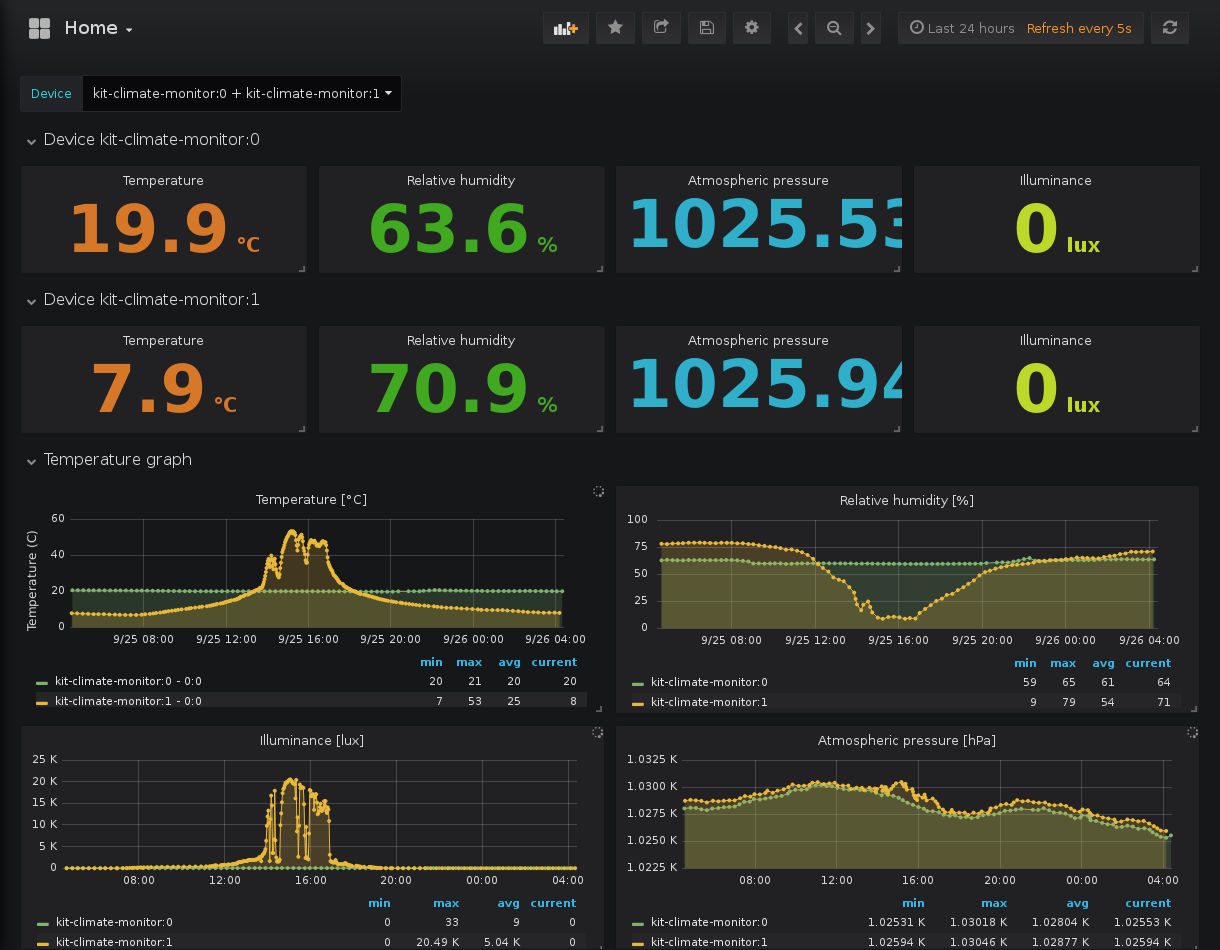 Home
Last 24 hours Refresh every 5s
Device kit-climate-monitor:0 + kit-climate-monitor:1
Device kit-climate-monitor:0
Temperature Relative humidity Atmospheric pressure Illuminance
19.9 °C 63.6 % 1025.53 0 lux
Device kit-climate-monitor:1
Temperature Relative humidity Atmospheric pressure Illuminance
7.9 °C 70.9 % 1025.94 0 lux
Temperature graph
Temperature [°C]
Temperature (C)
60
40
20
0
9/25 08:00 9/25 12:00 9/25 16:00 9/25 20:00 9/26 00:00 9/26 04:00
min max avg current
kit-climate-monitor:0 - 0:0 20 21 20 20
kit-climate-monitor:1 - 0:0 7 53 25 8
Relative humidity [%]
100
75
50
25
0
9/25 08:00 9/25 12:00 9/25 16:00 9/25 20:00 9/26 00:00 9/26 04:00
min max avg current
kit-climate-monitor:0 59 65 61 64
kit-climate-monitor:1 9 79 54 71
Illuminance [lux]
25 K
20 K
15 K
10 K
5 K
0
08:00 12:00 16:00 20:00 00:00 04:00
min max avg current
kit-climate-monitor:0 0 33 9 0
kit-climate-monitor:1 0 20.49 K 5.04 K 0
Atmospheric pressure [hPa]
1.0325 K
1.0300 K
1.0275 K
1.0250 K
1.0225 K
08:00 12:00 16:00 20:00 00:00 04:00
min max avg current
kit-climate-monitor:0 1.02531 K 1.03018 K 1.02804 K 1.02553 K
kit-climate-monitor:1 1.02594 K 1.03046 K 1.02877 K 1.02594 K